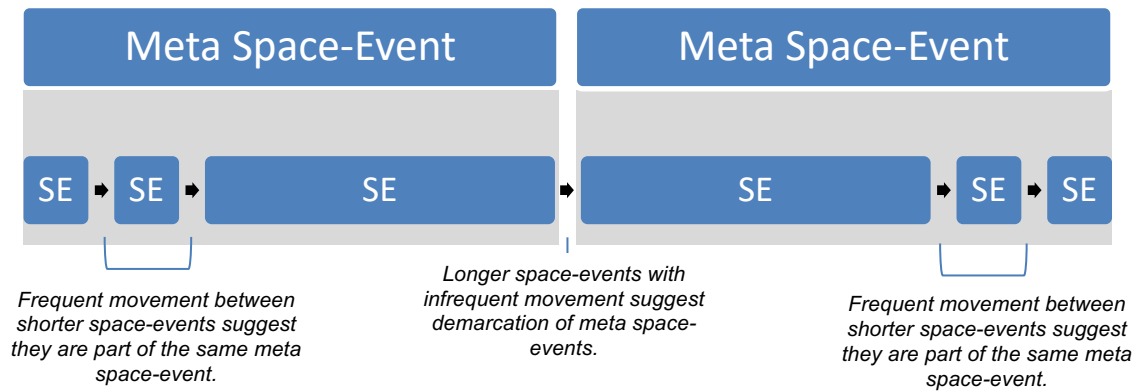 Meta Space-Event
Meta Space-Event
SE
SE
SE
SE
SE
SE
Frequent movement between
shorter space-events suggest
they are part of the same meta
space-event.
Longer space-events with
infrequent movement suggest
demarcation of meta space-
events.
Frequent movement between
shorter space-events suggest
they are part of the same meta
space-event.